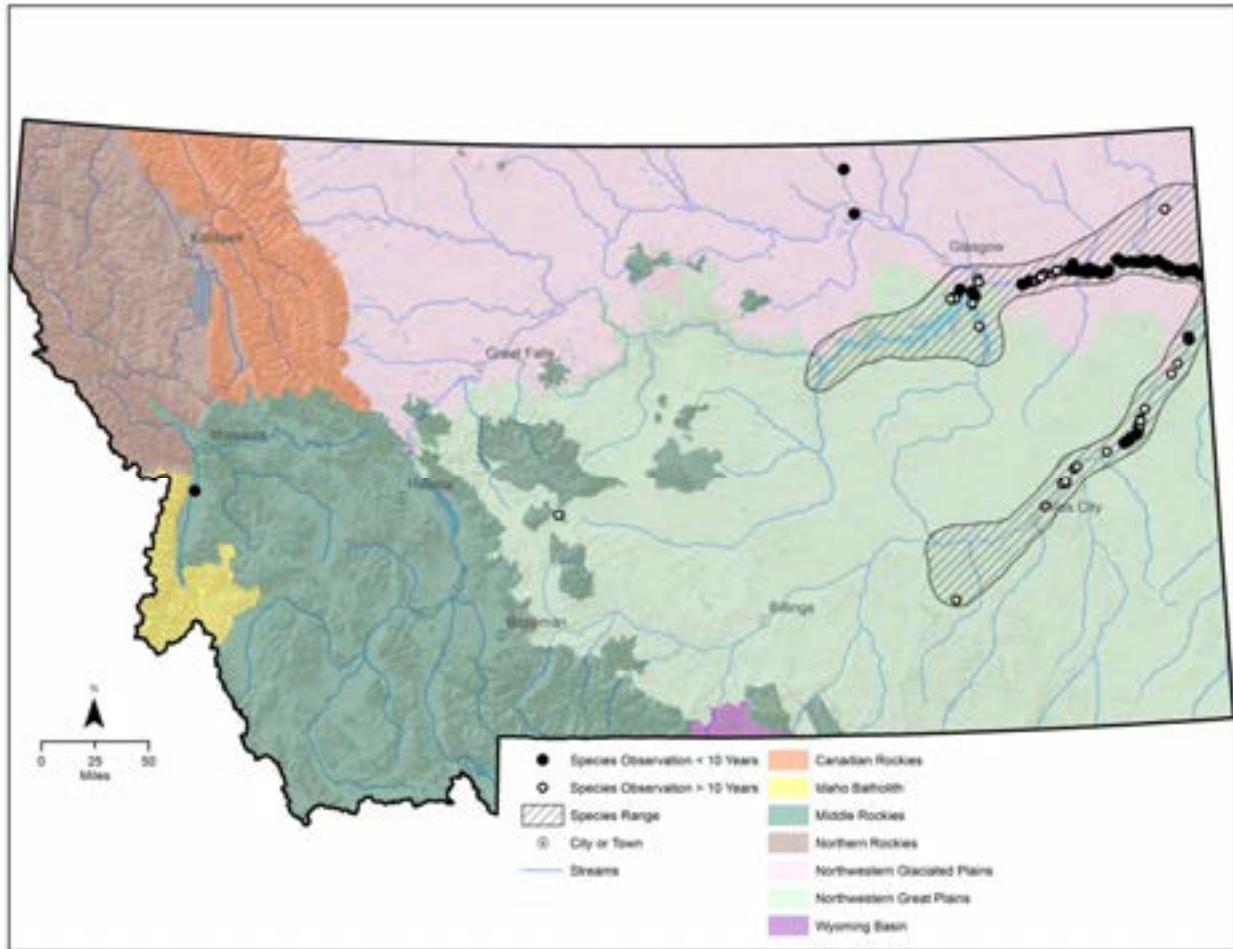 Kalispell
Glasgow
Great Falls
Missoula
Helena
Miles City
Billings
Bozeman
N
0 25 50
Miles
Species Observation < 10 Years
Species Observation > 10 Years
Species Range
City or Town
Streams
Canadian Rockies
Idaho Batholith
Middle Rockies
Northern Rockies
Northwestern Glaciated Plains
Northwestern Great Plains
Wyoming Basin